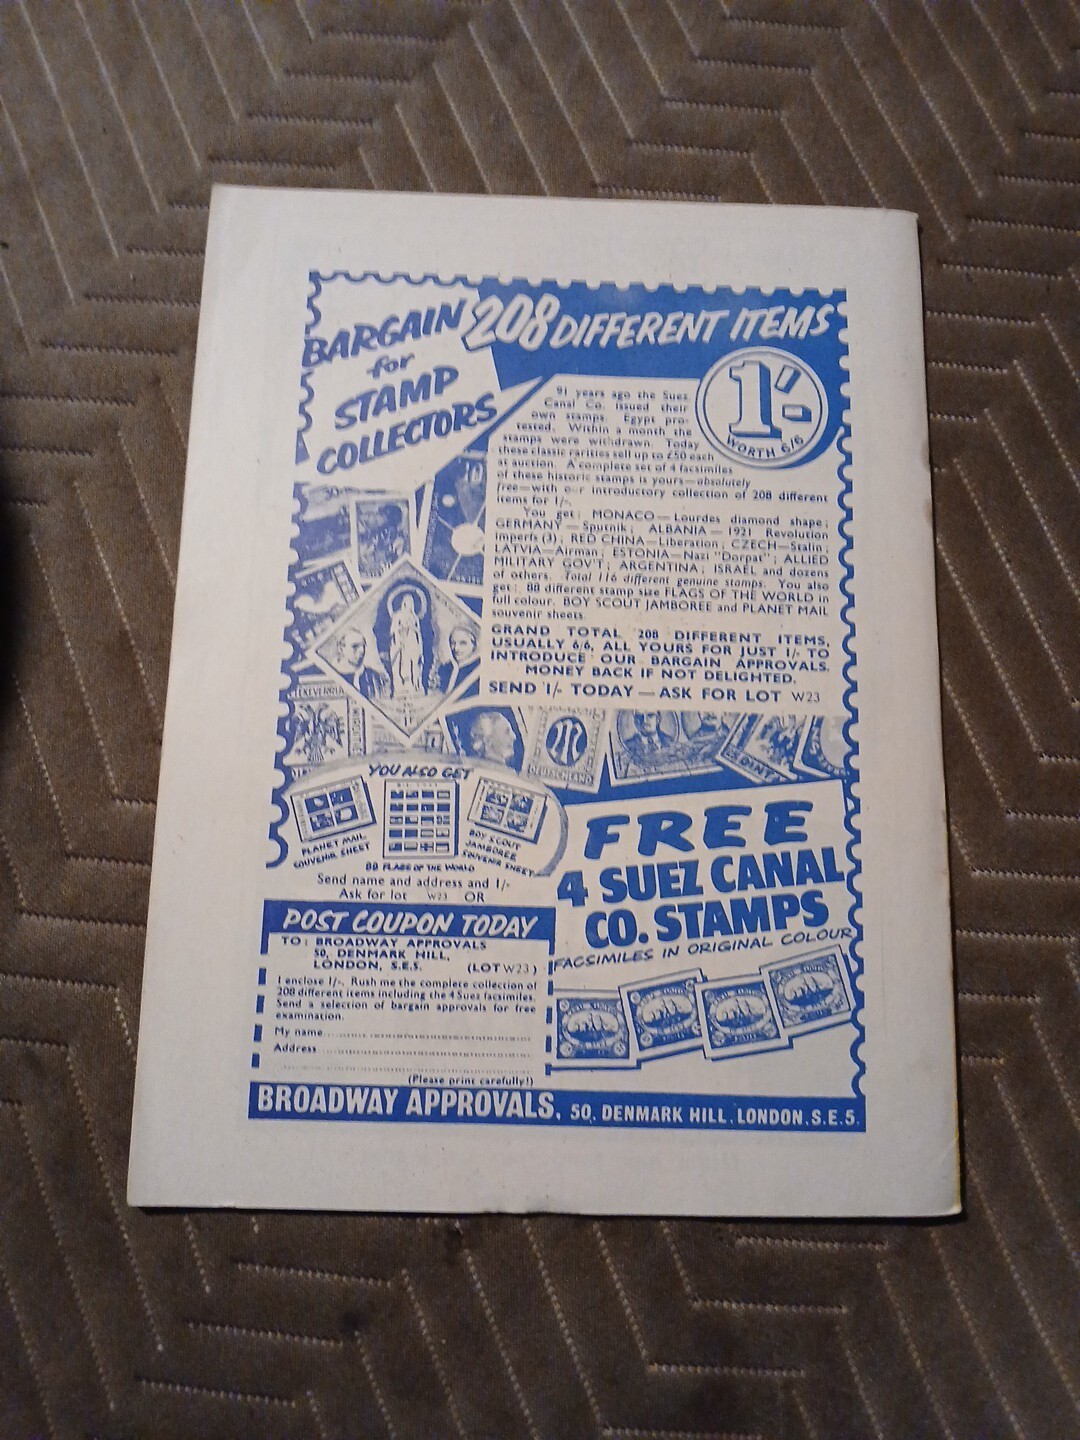 BARGAIN
for
STAMP
COLLECTORS
208 DIFFERENT ITEMS
1'-
WORTH 6/6
91 years ago the Suez
Canal Co. issued their
own stamps. Egypt pro-
tested. Within a month the
stamps were withdrawn. Today
these classic rarities sell up to £50 each
at auction. A complete set of 4 facsimiles
of these historic stamps is yours—absolutely
free—with our introductory collection of 208 different
items for 1/-.
You get: MONACO—Lourdes diamond shape;
GERMANY—Sputnik; ALBANIA—1921 Revolution
imperfs (3); RED CHINA—Liberation; CZECH—Stalin;
LATVIA—Airman; ESTONIA—Nazi "Dorpat"; ALLIED
MILITARY GOV'T; ARGENTINA; ISRAEL and dozens
of others. Total 116 different genuine stamps. You also
get: 88 different stamp size FLAGS OF THE WORLD in
full colour. BOY SCOUT JAMBOREE and PLANET MAIL
souvenir sheets.
GRAND TOTAL 208 DIFFERENT ITEMS,
USUALLY 6/6, ALL YOURS FOR JUST 1/- TO
INTRODUCE OUR BARGAIN APPROVALS.
MONEY BACK IF NOT DELIGHTED.
SEND 1/- TODAY—ASK FOR LOT W23
DEUTSCHLAND
YOU ALSO GET
PLANET MAIL
SOUVENIR SHEET
88 FLAGS OF THE WORLD
BOY SCOUT
JAMBOREE
SOUVENIR SHEET
Send name and address and 1/-
Ask for lot W23 OR
POST COUPON TODAY
TO: BROADWAY APPROVALS
50, DENMARK HILL,
LONDON, S.E.5. (LOT W23)
I enclose 1/-. Rush me the complete collection of
208 different items including the 4 Suez facsimiles.
Send a selection of bargain approvals for free
examination.
My name
Address
(Please print carefully!)
FREE
4 SUEZ CANAL
CO. STAMPS
FACSIMILES IN ORIGINAL COLOUR
BROADWAY APPROVALS, 50, DENMARK HILL, LONDON, S.E.5.